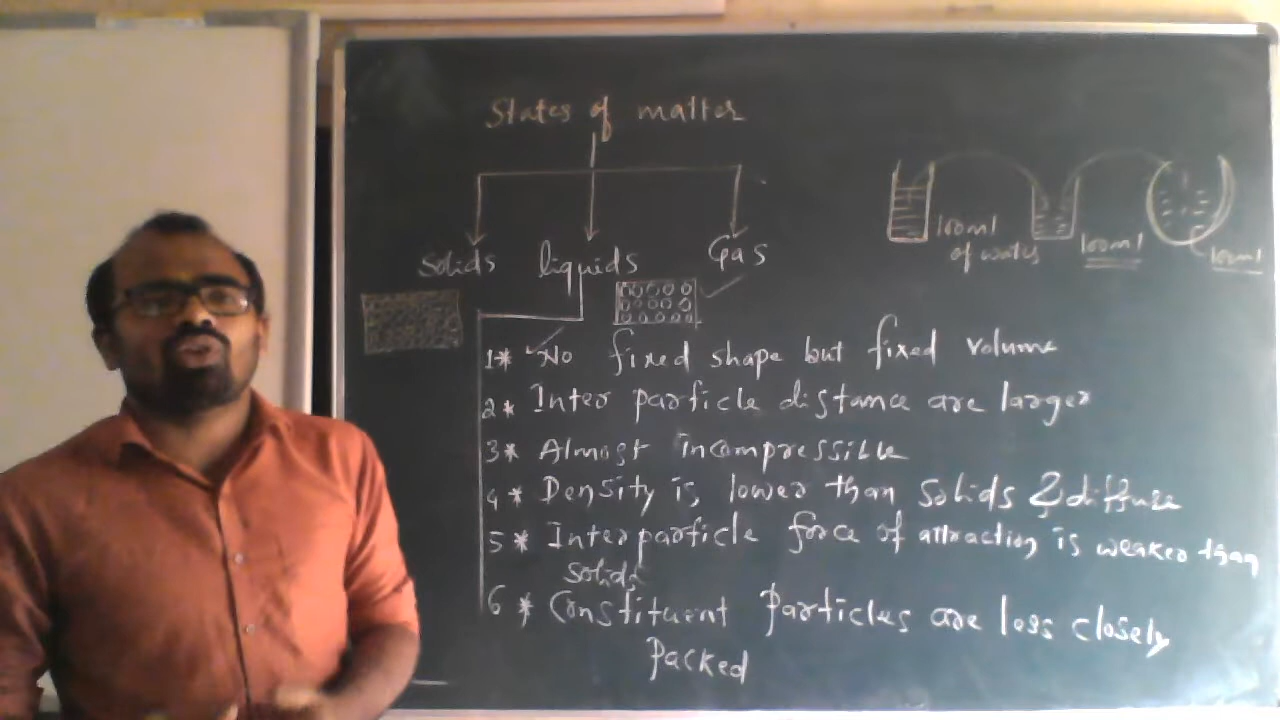 States of matter
Solids liquids Gas
100ml
of water
100ml
100ml
1* No fixed shape but fixed volume
2* Inter particle distance are larger
3* Almost incompressible
4* Density is lower than Solids & diffuse
5* Interparticle force of attraction is weaker than
solids
6* Constituent Particles are less closely
Packed